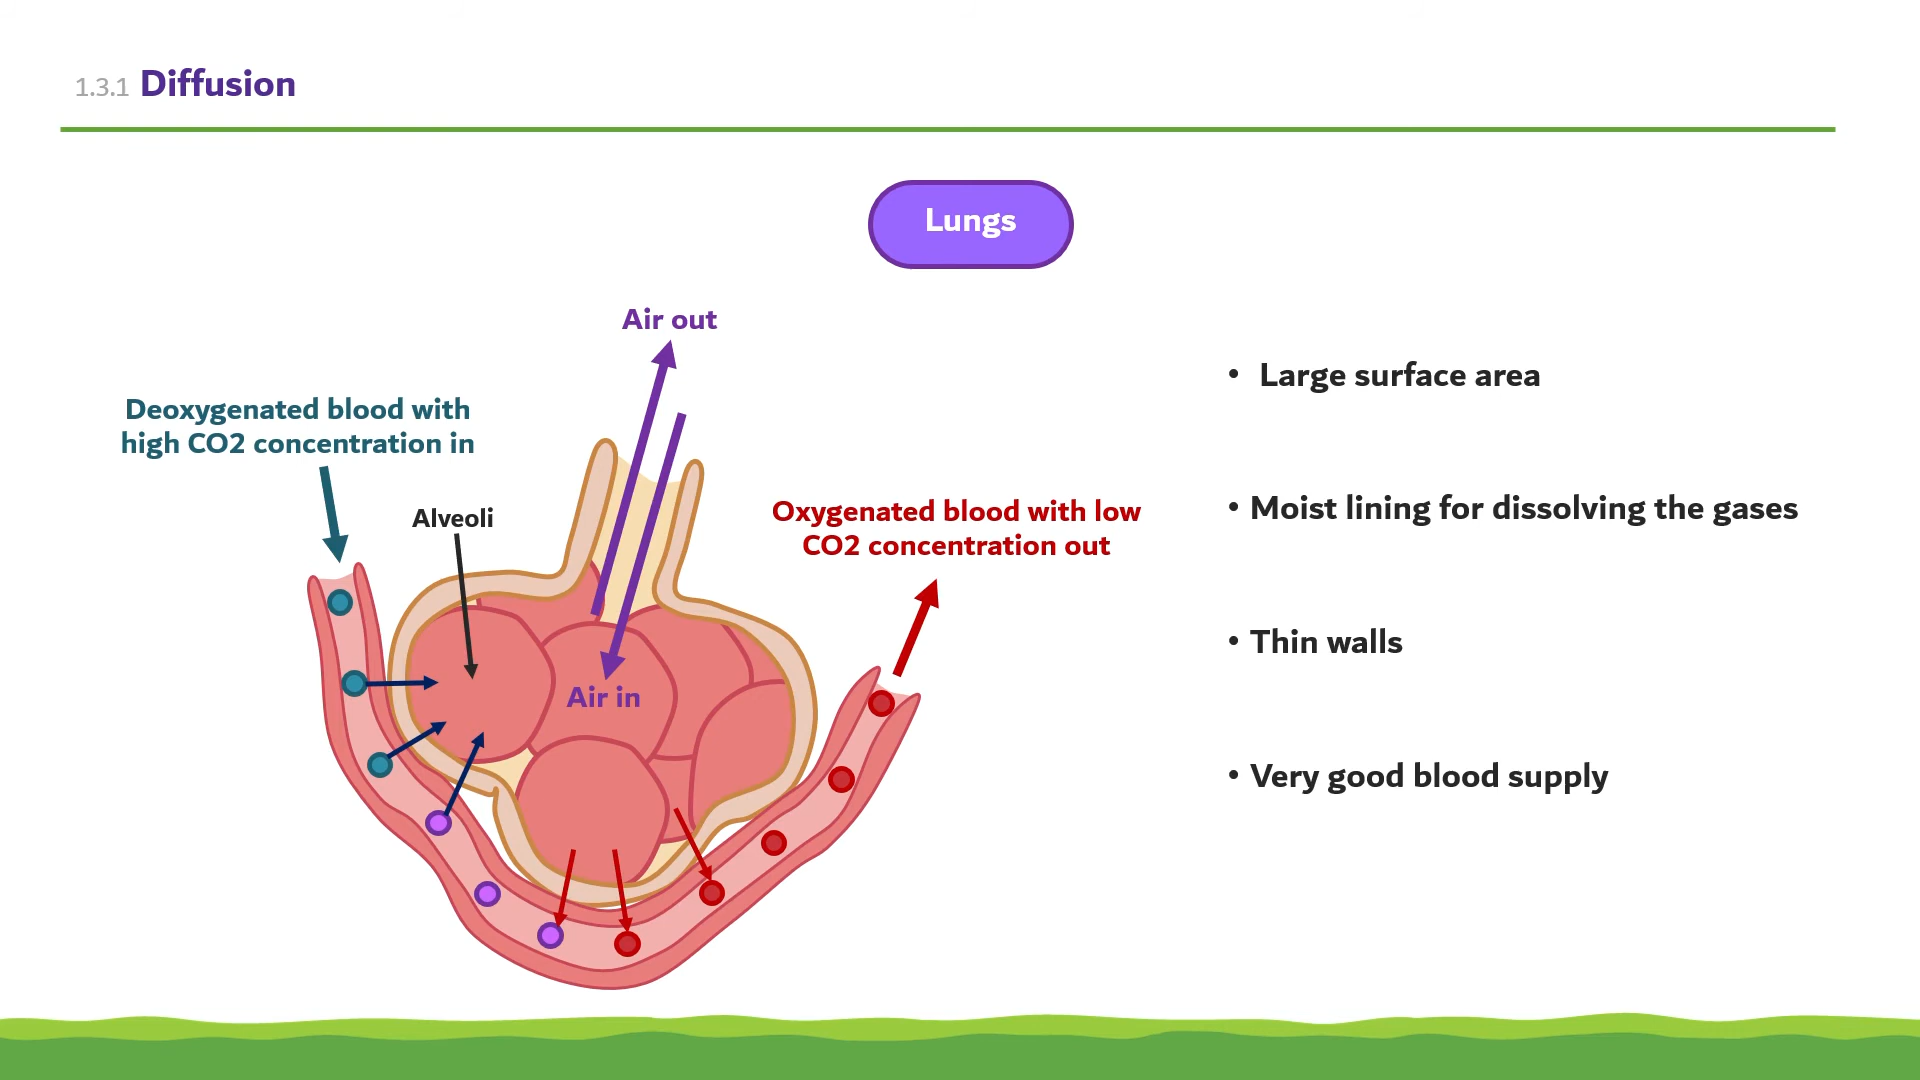 1.3.1 Diffusion
Lungs
Air out
Deoxygenated blood with
high CO2 concentration in
Alveoli
Oxygenated blood with low
CO2 concentration out
Air in
• Large surface area
• Moist lining for dissolving the gases
• Thin walls
• Very good blood supply